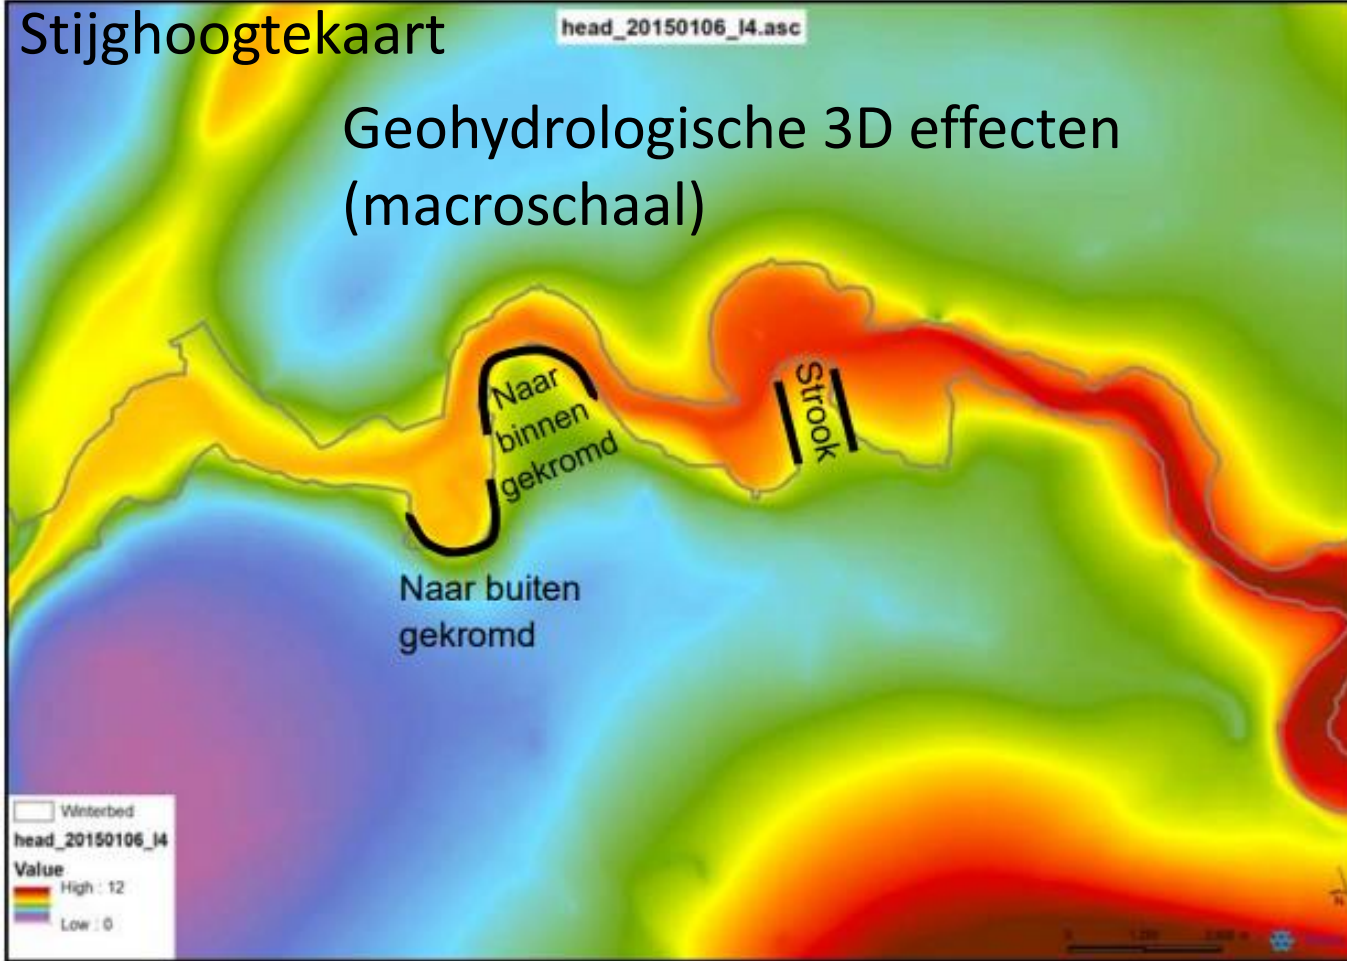 Stijghoogtekaart
head_20150106_l4.asc
Geohydrologische 3D effecten
(macroschaal)
Naar
binnen
gekromd
Strook
Naar buiten
gekromd
Winterbed
head_20150106_l4
Value
High : 12
Low : 0
N
0